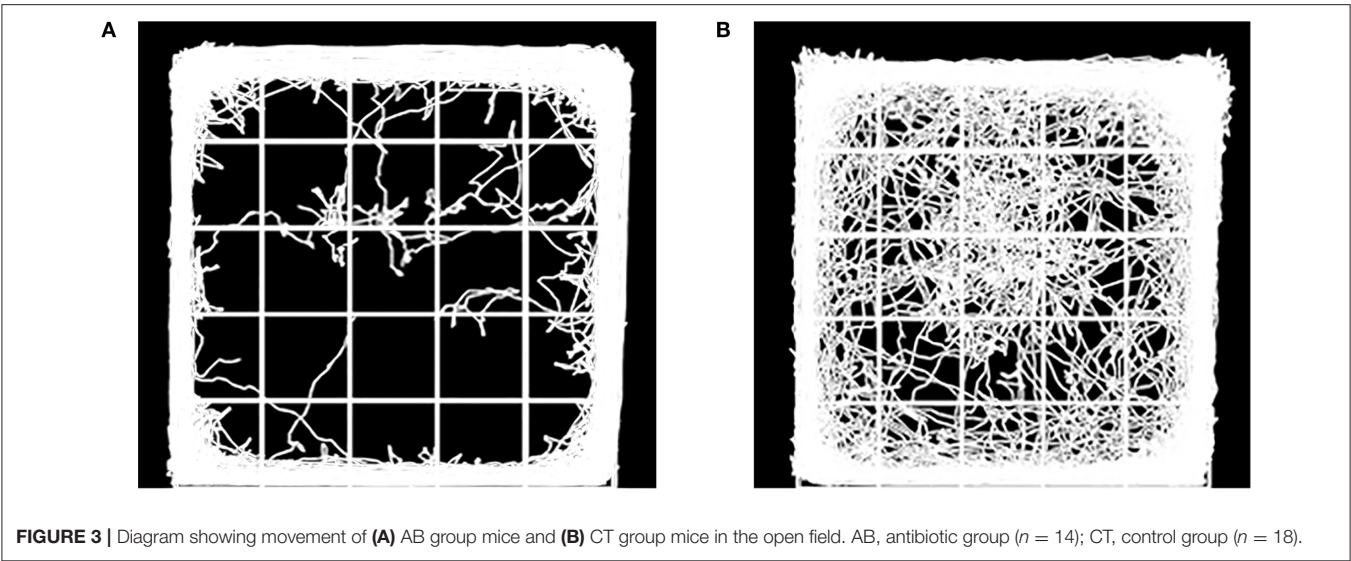 A
B
FIGURE 3 | Diagram showing movement of (A) AB group mice and (B) CT group mice in the open field. AB, antibiotic group (n = 14); CT, control group (n = 18).